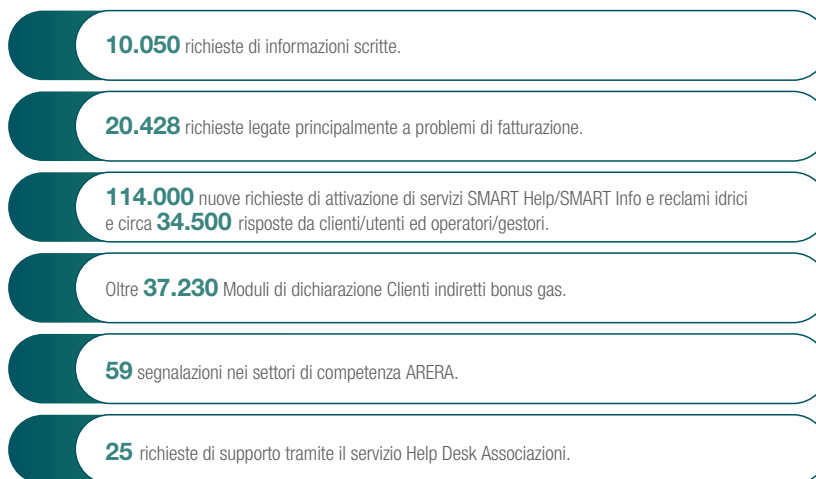 10.050 richieste di informazioni scritte.
20.428 richieste legate principalmente a problemi di fatturazione.
114.000 nuove richieste di attivazione di servizi SMART Help/SMART Info e reclami idrici
e circa 34.500 risposte da clienti/utenti ed operatori/gestori.
Oltre 37.230 Moduli di dichiarazione Clienti indiretti bonus gas.
59 segnalazioni nei settori di competenza ARERA.
25 richieste di supporto tramite il servizio Help Desk Associazioni.